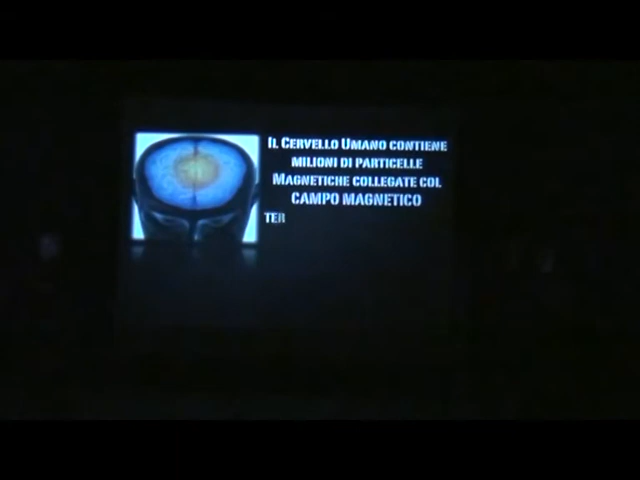 Il Cervello Umano contiene
milioni di particelle
Magnetiche collegate col
campo magnetico
ter